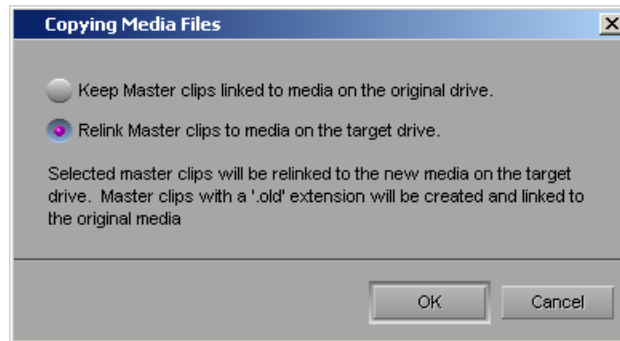 Copying Media Files
Keep Master clips linked to media on the original drive.
Relink Master clips to media on the target drive.
Selected master clips will be relinked to the new media on the target
drive. Master clips with a '.old' extension will be created and linked to
the original media
OK Cancel